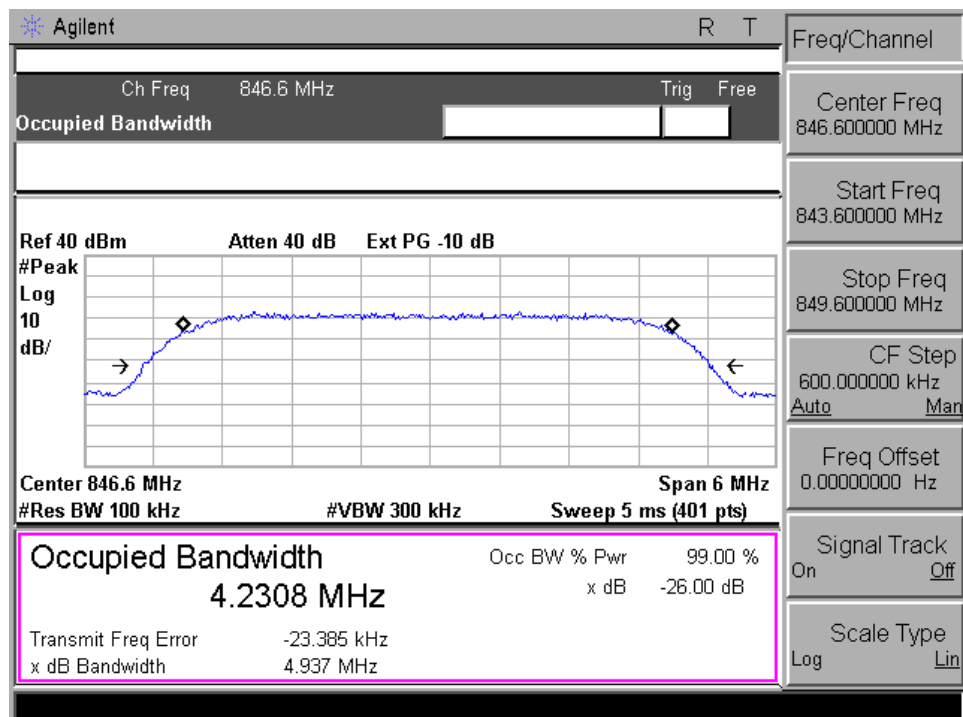 Agilent R T
Ch Freq 846.6 MHz Trig Free
Occupied Bandwidth
Ref 40 dBm Atten 40 dB Ext PG -10 dB
#Peak
Log
10
dB/
Center 846.6 MHz Span 6 MHz
#Res BW 100 kHz #VBW 300 kHz Sweep 5 ms (401 pts)
Occupied Bandwidth Occ BW % Pwr 99.00 %
4.2308 MHz x dB -26.00 dB
Transmit Freq Error -23.385 kHz
x dB Bandwidth 4.937 MHz
Freq/Channel
Center Freq
846.600000 MHz
Start Freq
843.600000 MHz
Stop Freq
849.600000 MHz
CF Step
600.000000 kHz
Auto Man
Freq Offset
0.00000000 Hz
Signal Track
On Off
Scale Type
Log Lin